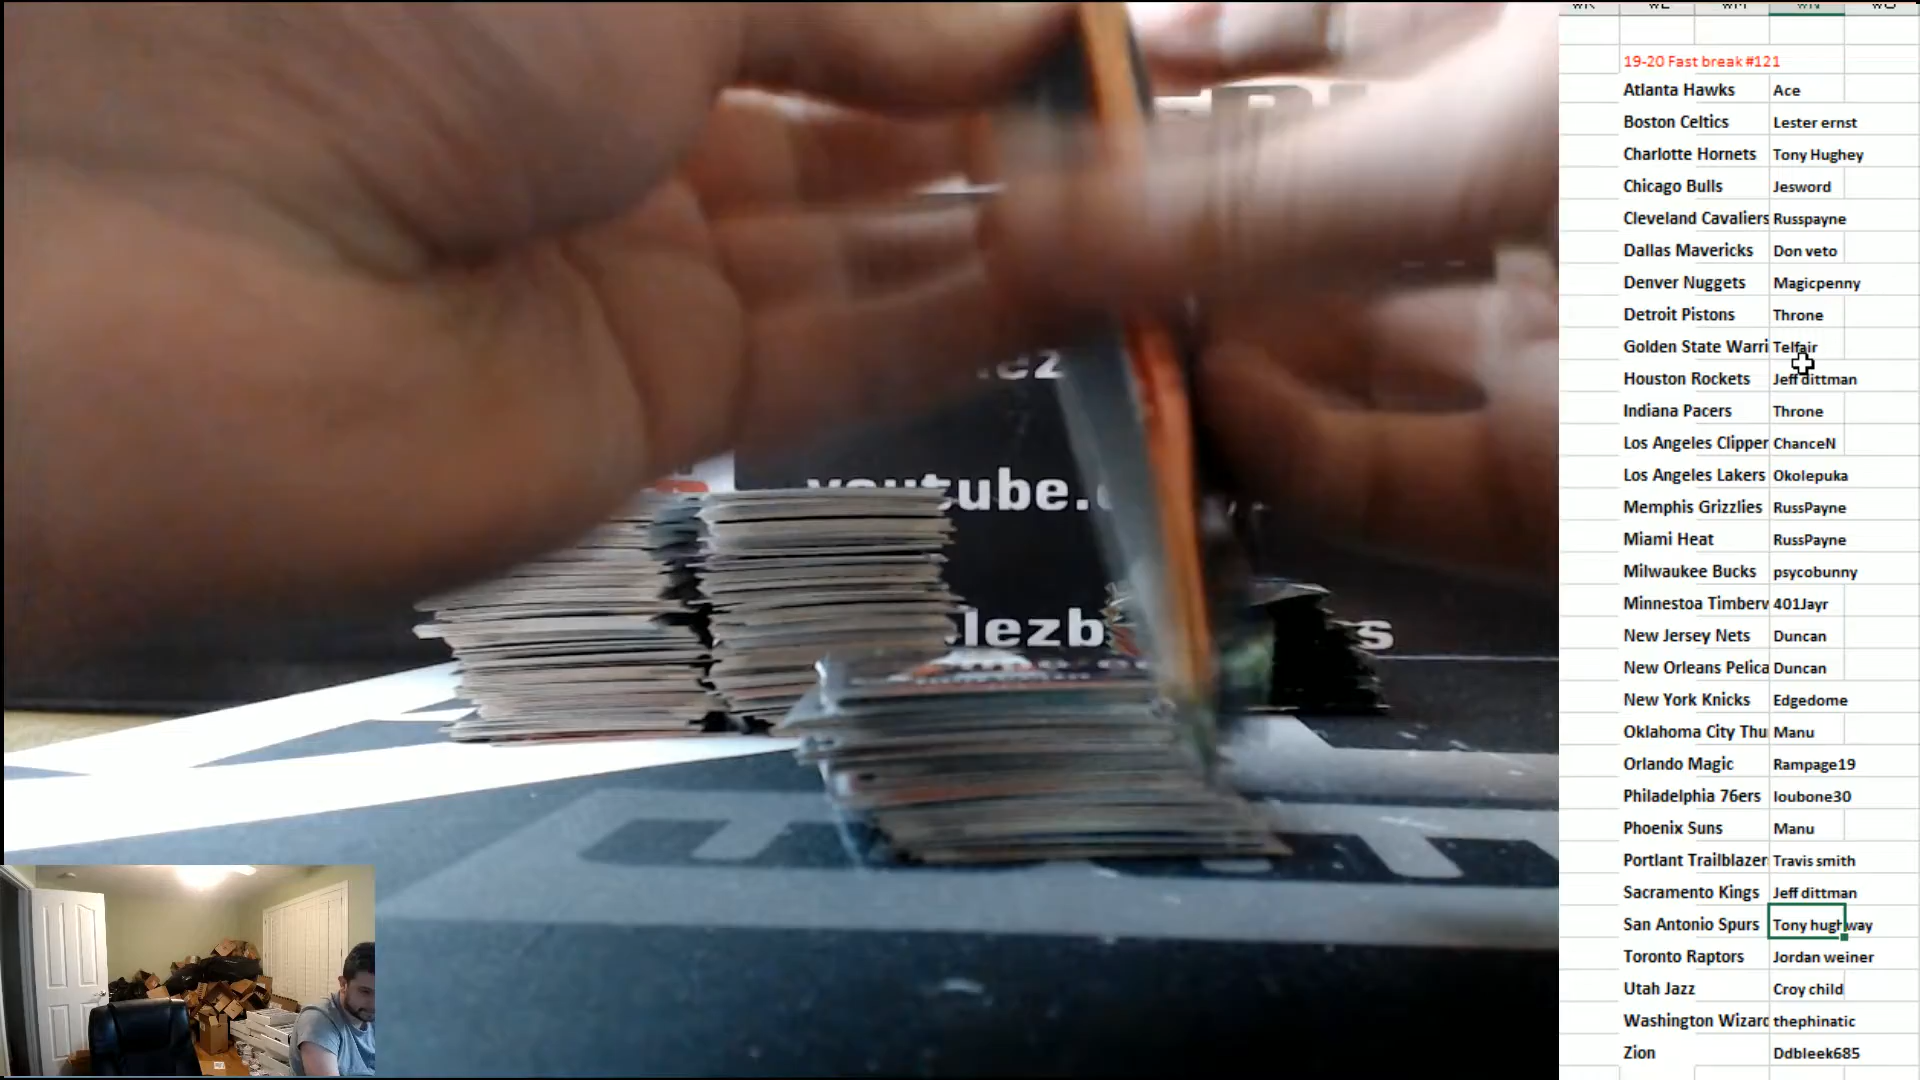 19-20 Fast break #121
Atlanta Hawks Ace
Boston Celtics Lester ernst
Charlotte Hornets Tony Hughey
Chicago Bulls Jesword
Cleveland Cavaliers Russpayne
Dallas Mavericks Don veto
Denver Nuggets Magicpenny
Detroit Pistons Throne
Golden State Warri Telfair
Houston Rockets Jeff dittman
Indiana Pacers Throne
Los Angeles Clipper ChanceN
Los Angeles Lakers Okolepuka
Memphis Grizzlies RussPayne
Miami Heat RussPayne
Milwaukee Bucks psycobunny
Minnestoa Timberw 401Jayr
New Jersey Nets Duncan
New Orleans Pelica Duncan
New York Knicks Edgedome
Oklahoma City Thu Manu
Orlando Magic Rampage19
Philadelphia 76ers loubone30
Phoenix Suns Manu
Portlant Trailblazer Travis smith
Sacramento Kings Jeff dittman
San Antonio Spurs Tony hughway
Toronto Raptors Jordan weiner
Utah Jazz Croy child
Washington Wizard thephinatic
Zion Ddbleek685
lez
youtube.
lezb s